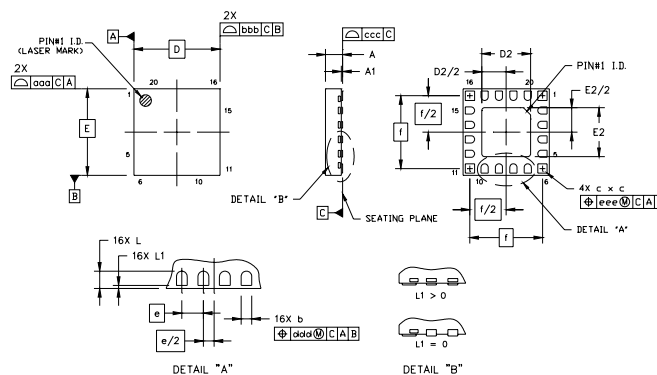 2X
⌓ bbb C B
A
D
PIN#1 I.D.
(LASER MARK)
2X
⌓ aaa C A
20
16
1
15
E
5
11
6
10
B
⌓ ccc C
A
A1
DETAIL "B"
C
SEATING PLANE
D2
D2/2
PIN#1 I.D.
16
20
1
E2/2
f/2
15
f
E2
5
11
10
6
4X c x c
⌖ eee Ⓜ C A
f/2
f
DETAIL "A"
16X L
16X L1
e
16X b
⌖ ddd Ⓜ C A B
e/2
DETAIL "A"
L1 > 0
L1 = 0
DETAIL "B"